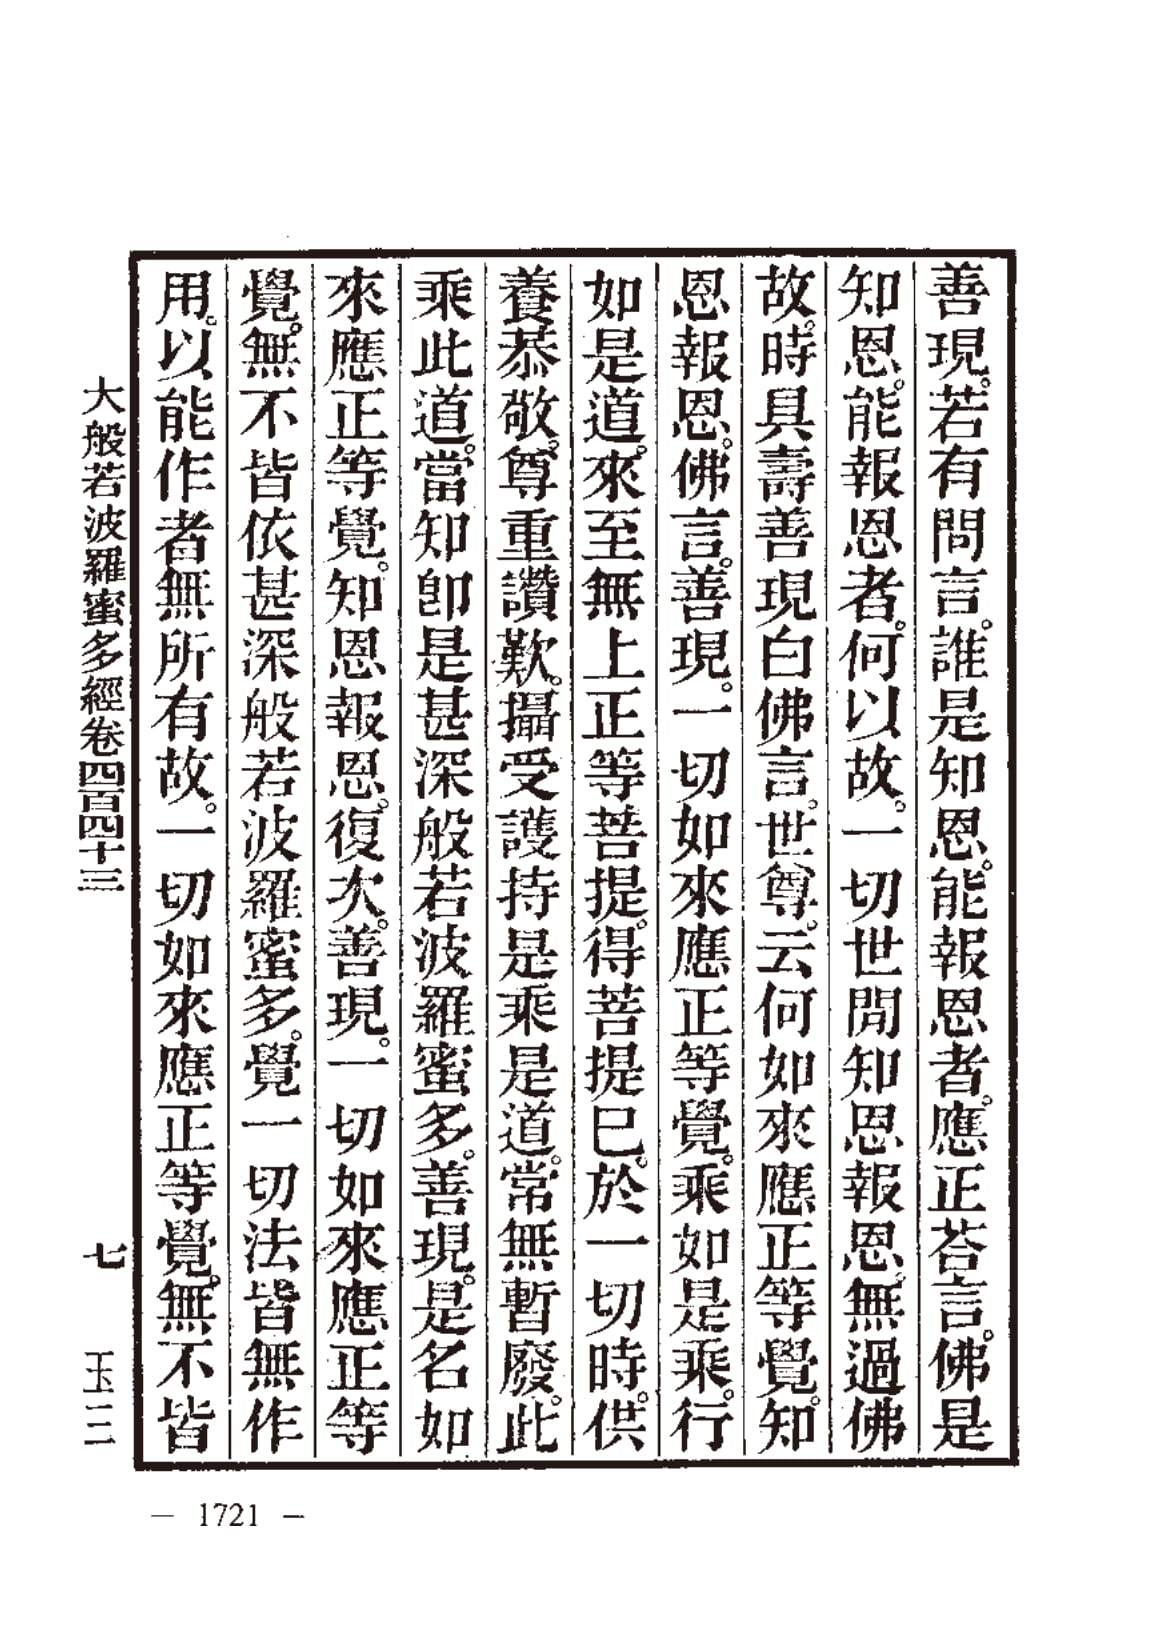 善現。若有問言。誰是知恩。能報恩者。應正荅言。佛是
知恩。能報恩者。何以故。一切世間知恩報恩。無過佛
故。時具壽善現白佛言。世尊。云何如來應正等覺。知
恩報恩。佛言。善現。一切如來應正等覺。乘如是乘。行
如是道。來至無上正等菩提。得菩提已。於一切時。供
養恭敬。尊重讚歎。攝受護持是乘是道。常無暫廢。此
乘此道。當知卽是甚深般若波羅蜜多。善現。是名如
來應正等覺。知恩報恩。復次。善現。一切如來應正等
覺。無不皆依甚深般若波羅蜜多。覺一切法皆無作
用。以能作者無所有故。一切如來應正等覺。無不皆
大般若波羅蜜多經卷四百四十三 七 玉三
— 1721 —